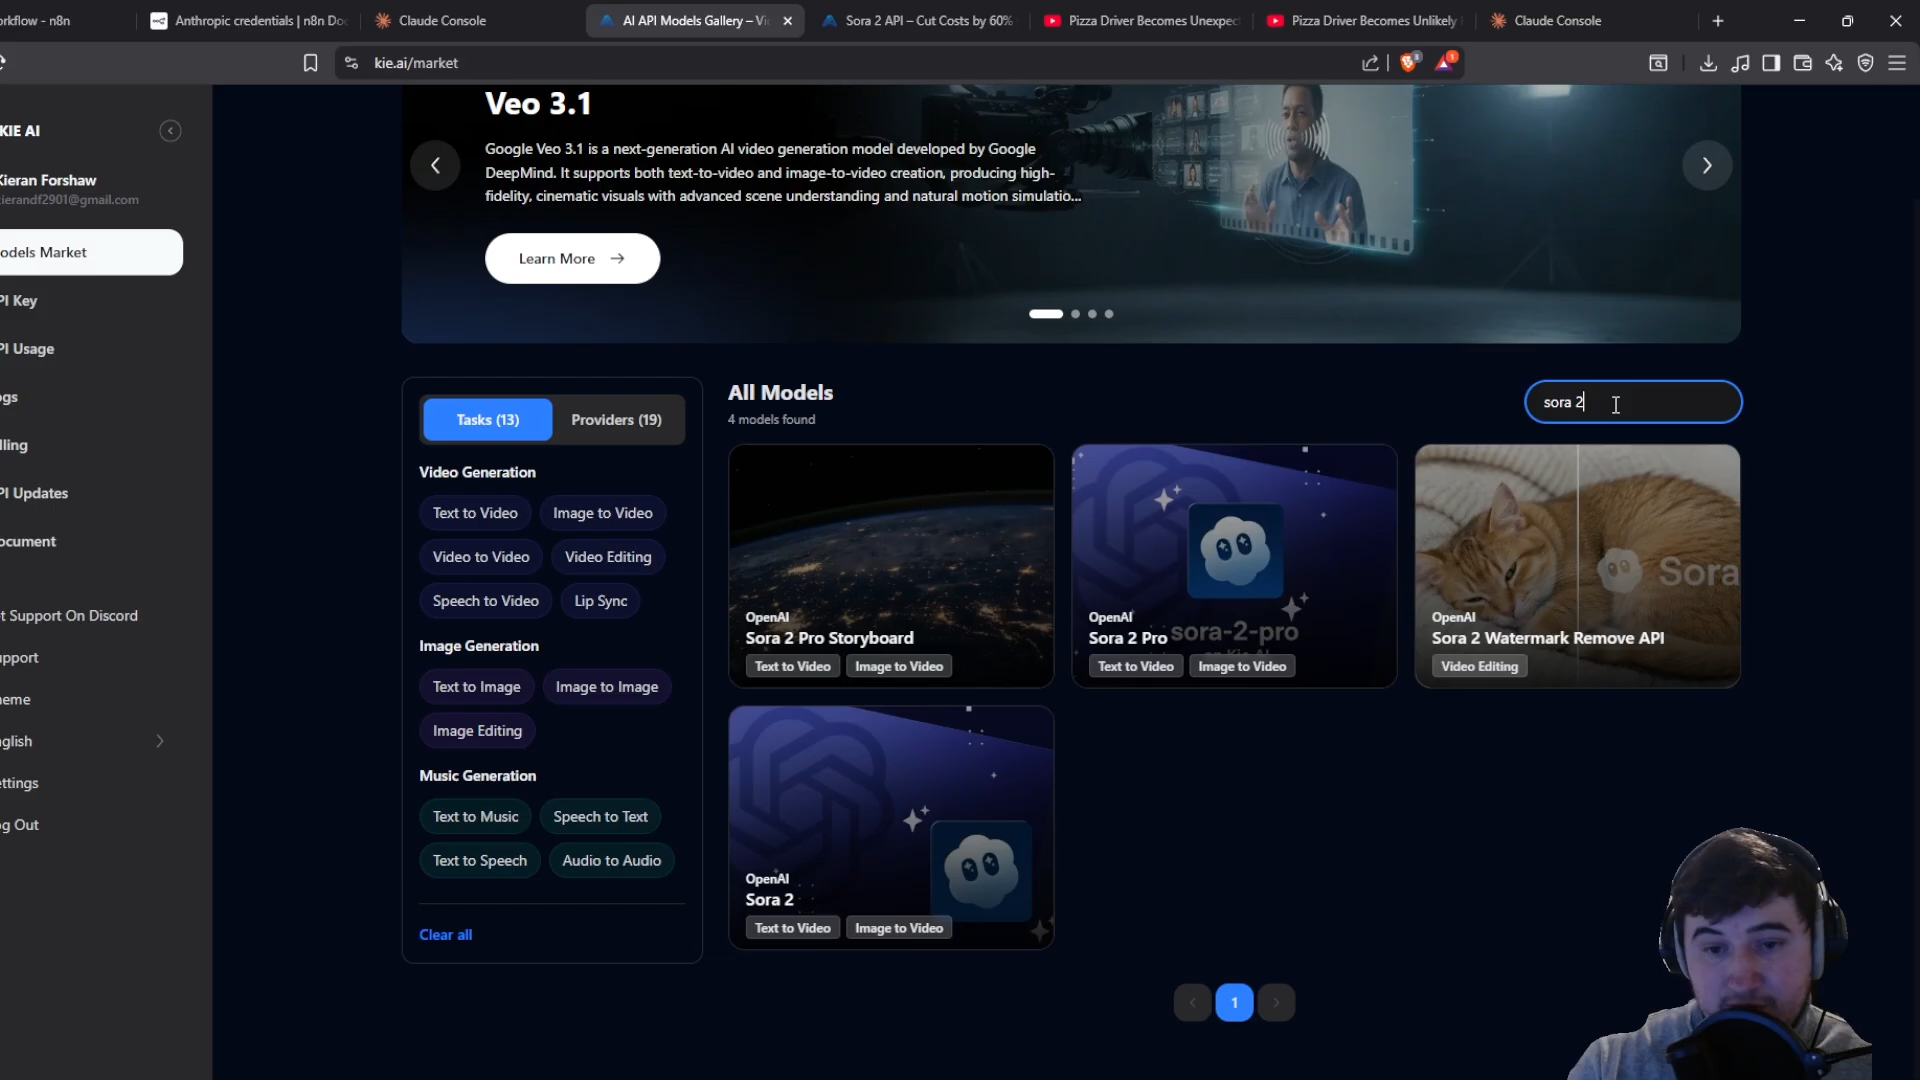 orkflow - n8n
Anthropic credentials | n8n Do
Claude Console
AI API Models Gallery – Vi
Sora 2 API – Cut Costs by 60%
Pizza Driver Becomes Unexpec
Pizza Driver Becomes Unlikely
Claude Console
kie.ai/market
KIE AI
Kieran Forshaw
ierandf2901@gmail.com
odels Market
PI Key
PI Usage
ogs
lling
PI Updates
ocument
t Support On Discord
pport
eme
glish
ettings
og Out
Veo 3.1
Google Veo 3.1 is a next-generation AI video generation model developed by Google
DeepMind. It supports both text-to-video and image-to-video creation, producing high-
fidelity, cinematic visuals with advanced scene understanding and natural motion simulatio...
Learn More
Tasks (13)
Providers (19)
Video Generation
Text to Video
Image to Video
Video to Video
Video Editing
Speech to Video
Lip Sync
Image Generation
Text to Image
Image to Image
Image Editing
Music Generation
Text to Music
Speech to Text
Text to Speech
Audio to Audio
Clear all
All Models
4 models found
sora 2
OpenAI
Sora 2 Pro Storyboard
Text to Video
Image to Video
OpenAI
Sora 2 Pro
sora-2-pro
Text to Video
Image to Video
Sora
OpenAI
Sora 2 Watermark Remove API
Video Editing
OpenAI
Sora 2
Text to Video
Image to Video
1